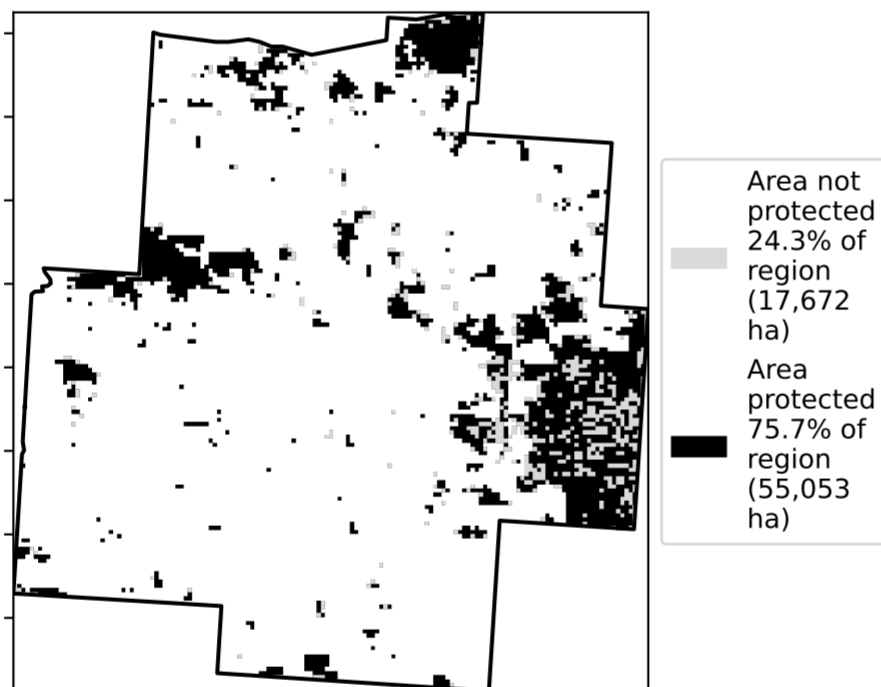 Area not
protected
24.3% of
region
(17,672
ha)
Area
protected
75.7% of
region
(55,053
ha)